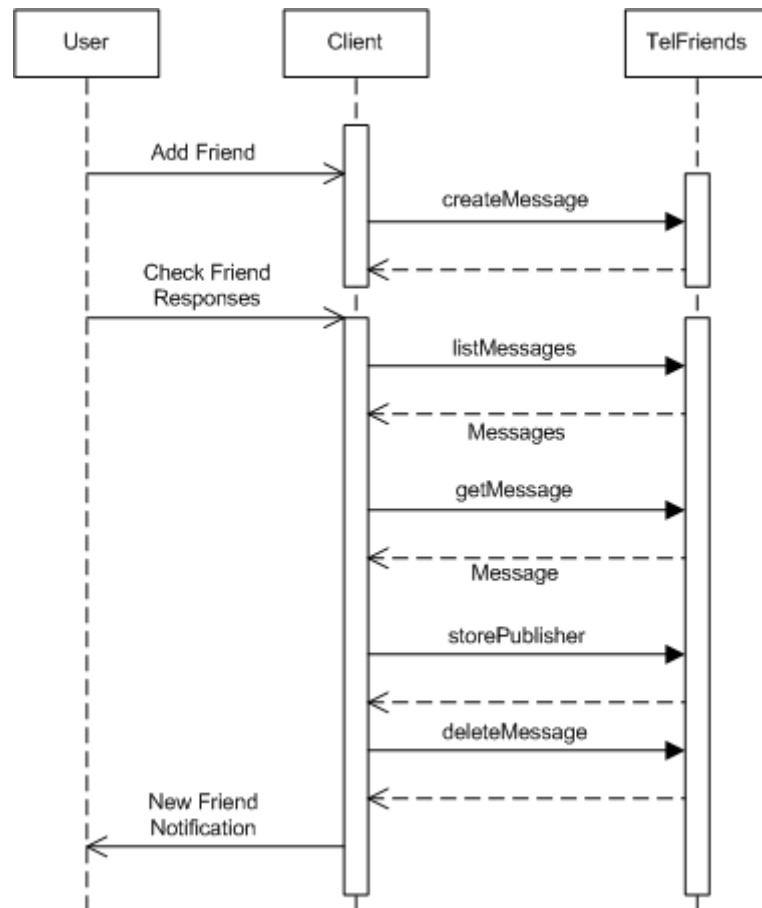 User
Client
TelFriends
Add Friend
createMessage
Check Friend
Responses
listMessages
Messages
getMessage
Message
storePublisher
deleteMessage
New Friend
Notification